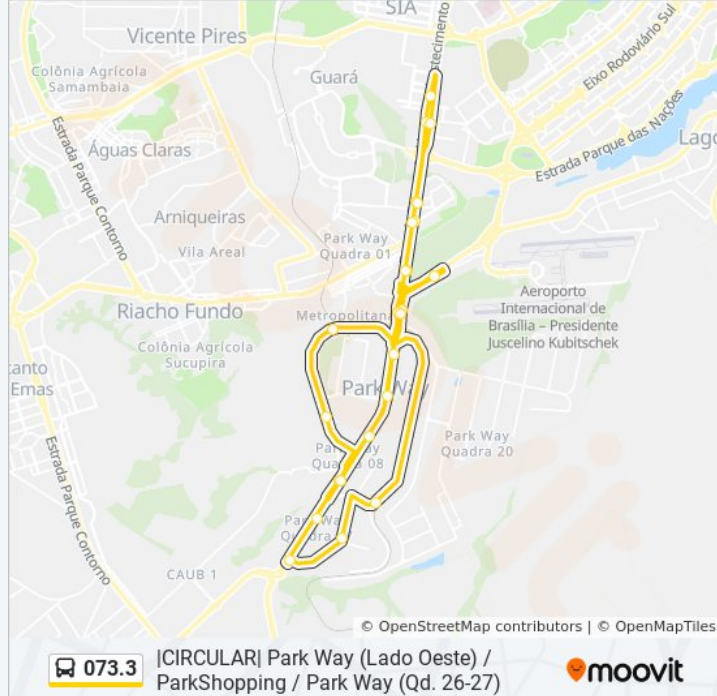 SIA
tecimento
Vicente Pires
Eixo Rodoviário Sul
Guará
Colônia Agrícola
Samambaia
Estrada Parque das Nações
Lago
Águas Claras
Estrada Parque Contorno
Arniqueiras
Park Way
Quadra 01
Vila Areal
Aeroporto
Internacional de
Brasília – Presidente
Juscelino Kubitschek
Riacho Fundo
Metropolitana
Colônia Agrícola
Sucupira
canto
Emas
Park Way
Park Way
Quadra 20
Park Way
Quadra 08
Estrada Parque Contorno
Park Way
CAUB 1
© OpenStreetMap contributors | © OpenMapTiles
073.3
|CIRCULAR| Park Way (Lado Oeste) /
ParkShopping / Park Way (Qd. 26-27)
moovit